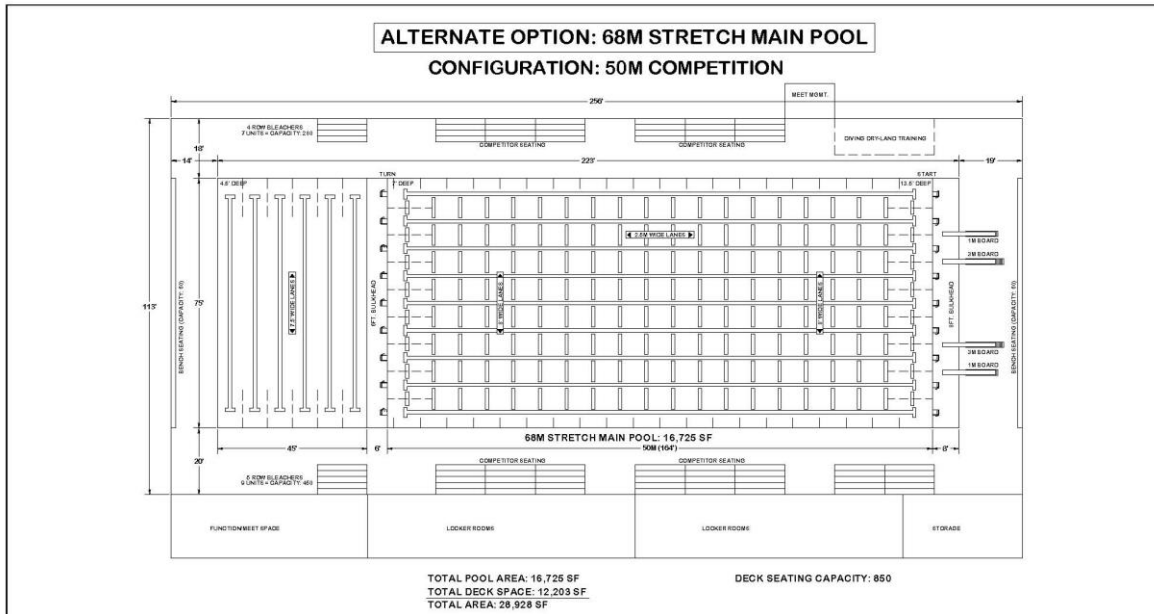 ALTERNATE OPTION: 68M STRETCH MAIN POOL
CONFIGURATION: 50M COMPETITION
MEET MGMT.
256'
4 ROW BLEACHERS
7 UNITS = CAPACITY: 280
COMPETITOR SEATING
COMPETITOR SEATING
DIVING DRY-LAND TRAINING
18'
14'
223'
19'
TURN
START
4.5' DEEP
7' DEEP
13.5' DEEP
2.5M WIDE LANES
1M BOARD
3M BOARD
113'
75'
BENCH SEATING (CAPACITY: 60)
7.5' WIDE LANES
6FT. BULKHEAD
8' WIDE LANES
8' WIDE LANES
6FT. BULKHEAD
BENCH SEATING (CAPACITY: 60)
3M BOARD
1M BOARD
68M STRETCH MAIN POOL: 16,725 SF
45'
6'
50M (164')
8'
20'
COMPETITOR SEATING
COMPETITOR SEATING
5 ROW BLEACHERS
9 UNITS = CAPACITY: 450
FUNCTION/MEET SPACE
LOCKER ROOMS
LOCKER ROOMS
STORAGE
TOTAL POOL AREA: 16,725 SF
DECK SEATING CAPACITY: 850
TOTAL DECK SPACE: 12,203 SF
TOTAL AREA: 28,928 SF